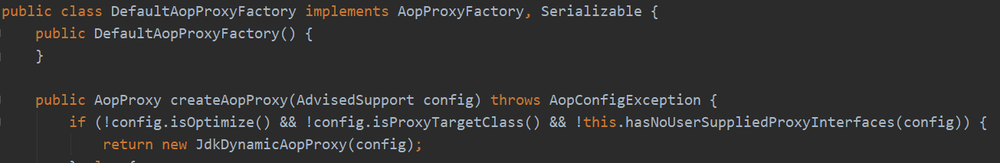 public class DefaultAopProxyFactory implements AopProxyFactory, Serializable {
public DefaultAopProxyFactory() {
}
public AopProxy createAopProxy(AdvisedSupport config) throws AopConfigException {
if (!config.isOptimize() && !config.isProxyTargetClass() && !this.hasNoUserSuppliedProxyInterfaces(config)) {
return new JdkDynamicAopProxy(config);